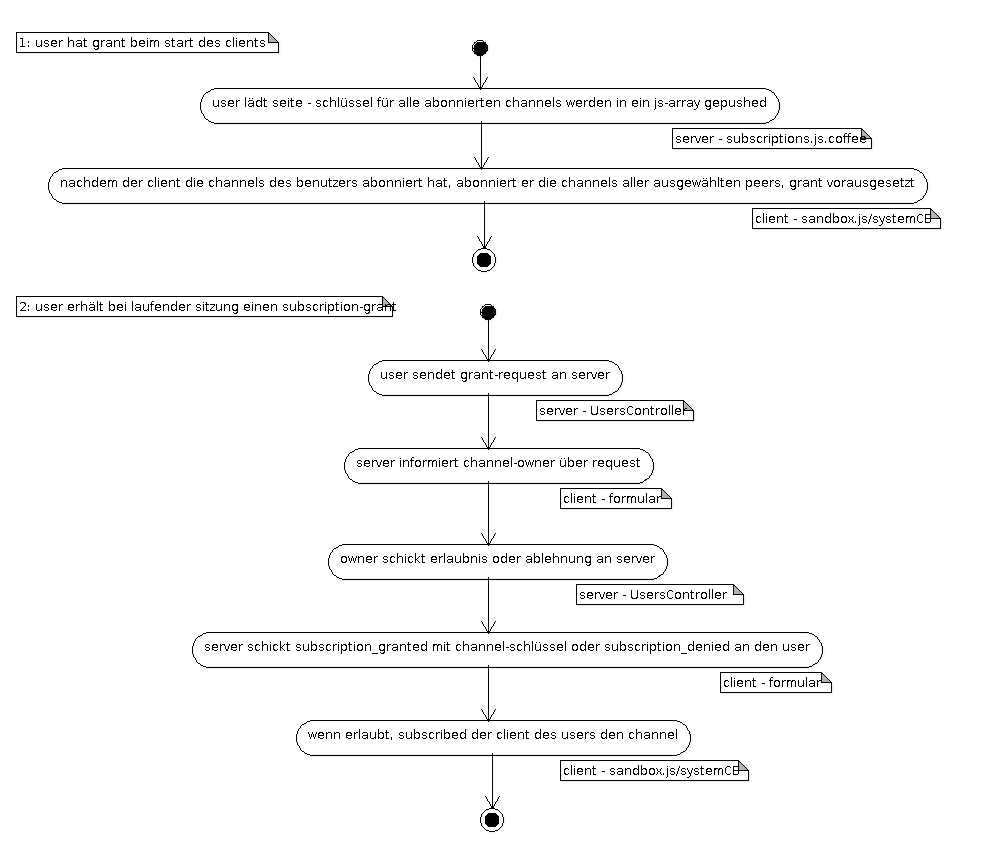 1: user hat grant beim start des clients
user lädt seite - schlüssel für alle abonnierten channels werden in ein js-array gepushed
server - subscriptions.js.coffee
nachdem der client die channels des benutzers abonniert hat, abonniert er die channels aller ausgewählten peers, grant vorausgesetzt
client - sandbox.js/systemCB
2: user erhält bei laufender sitzung einen subscription-grant
user sendet grant-request an server
server - UsersController
server informiert channel-owner über request
client - formular
owner schickt erlaubnis oder ablehnung an server
server - UsersController
server schickt subscription_granted mit channel-schlüssel oder subscription_denied an den user
client - formular
wenn erlaubt, subscribed der client des users den channel
client - sandbox.js/systemCB